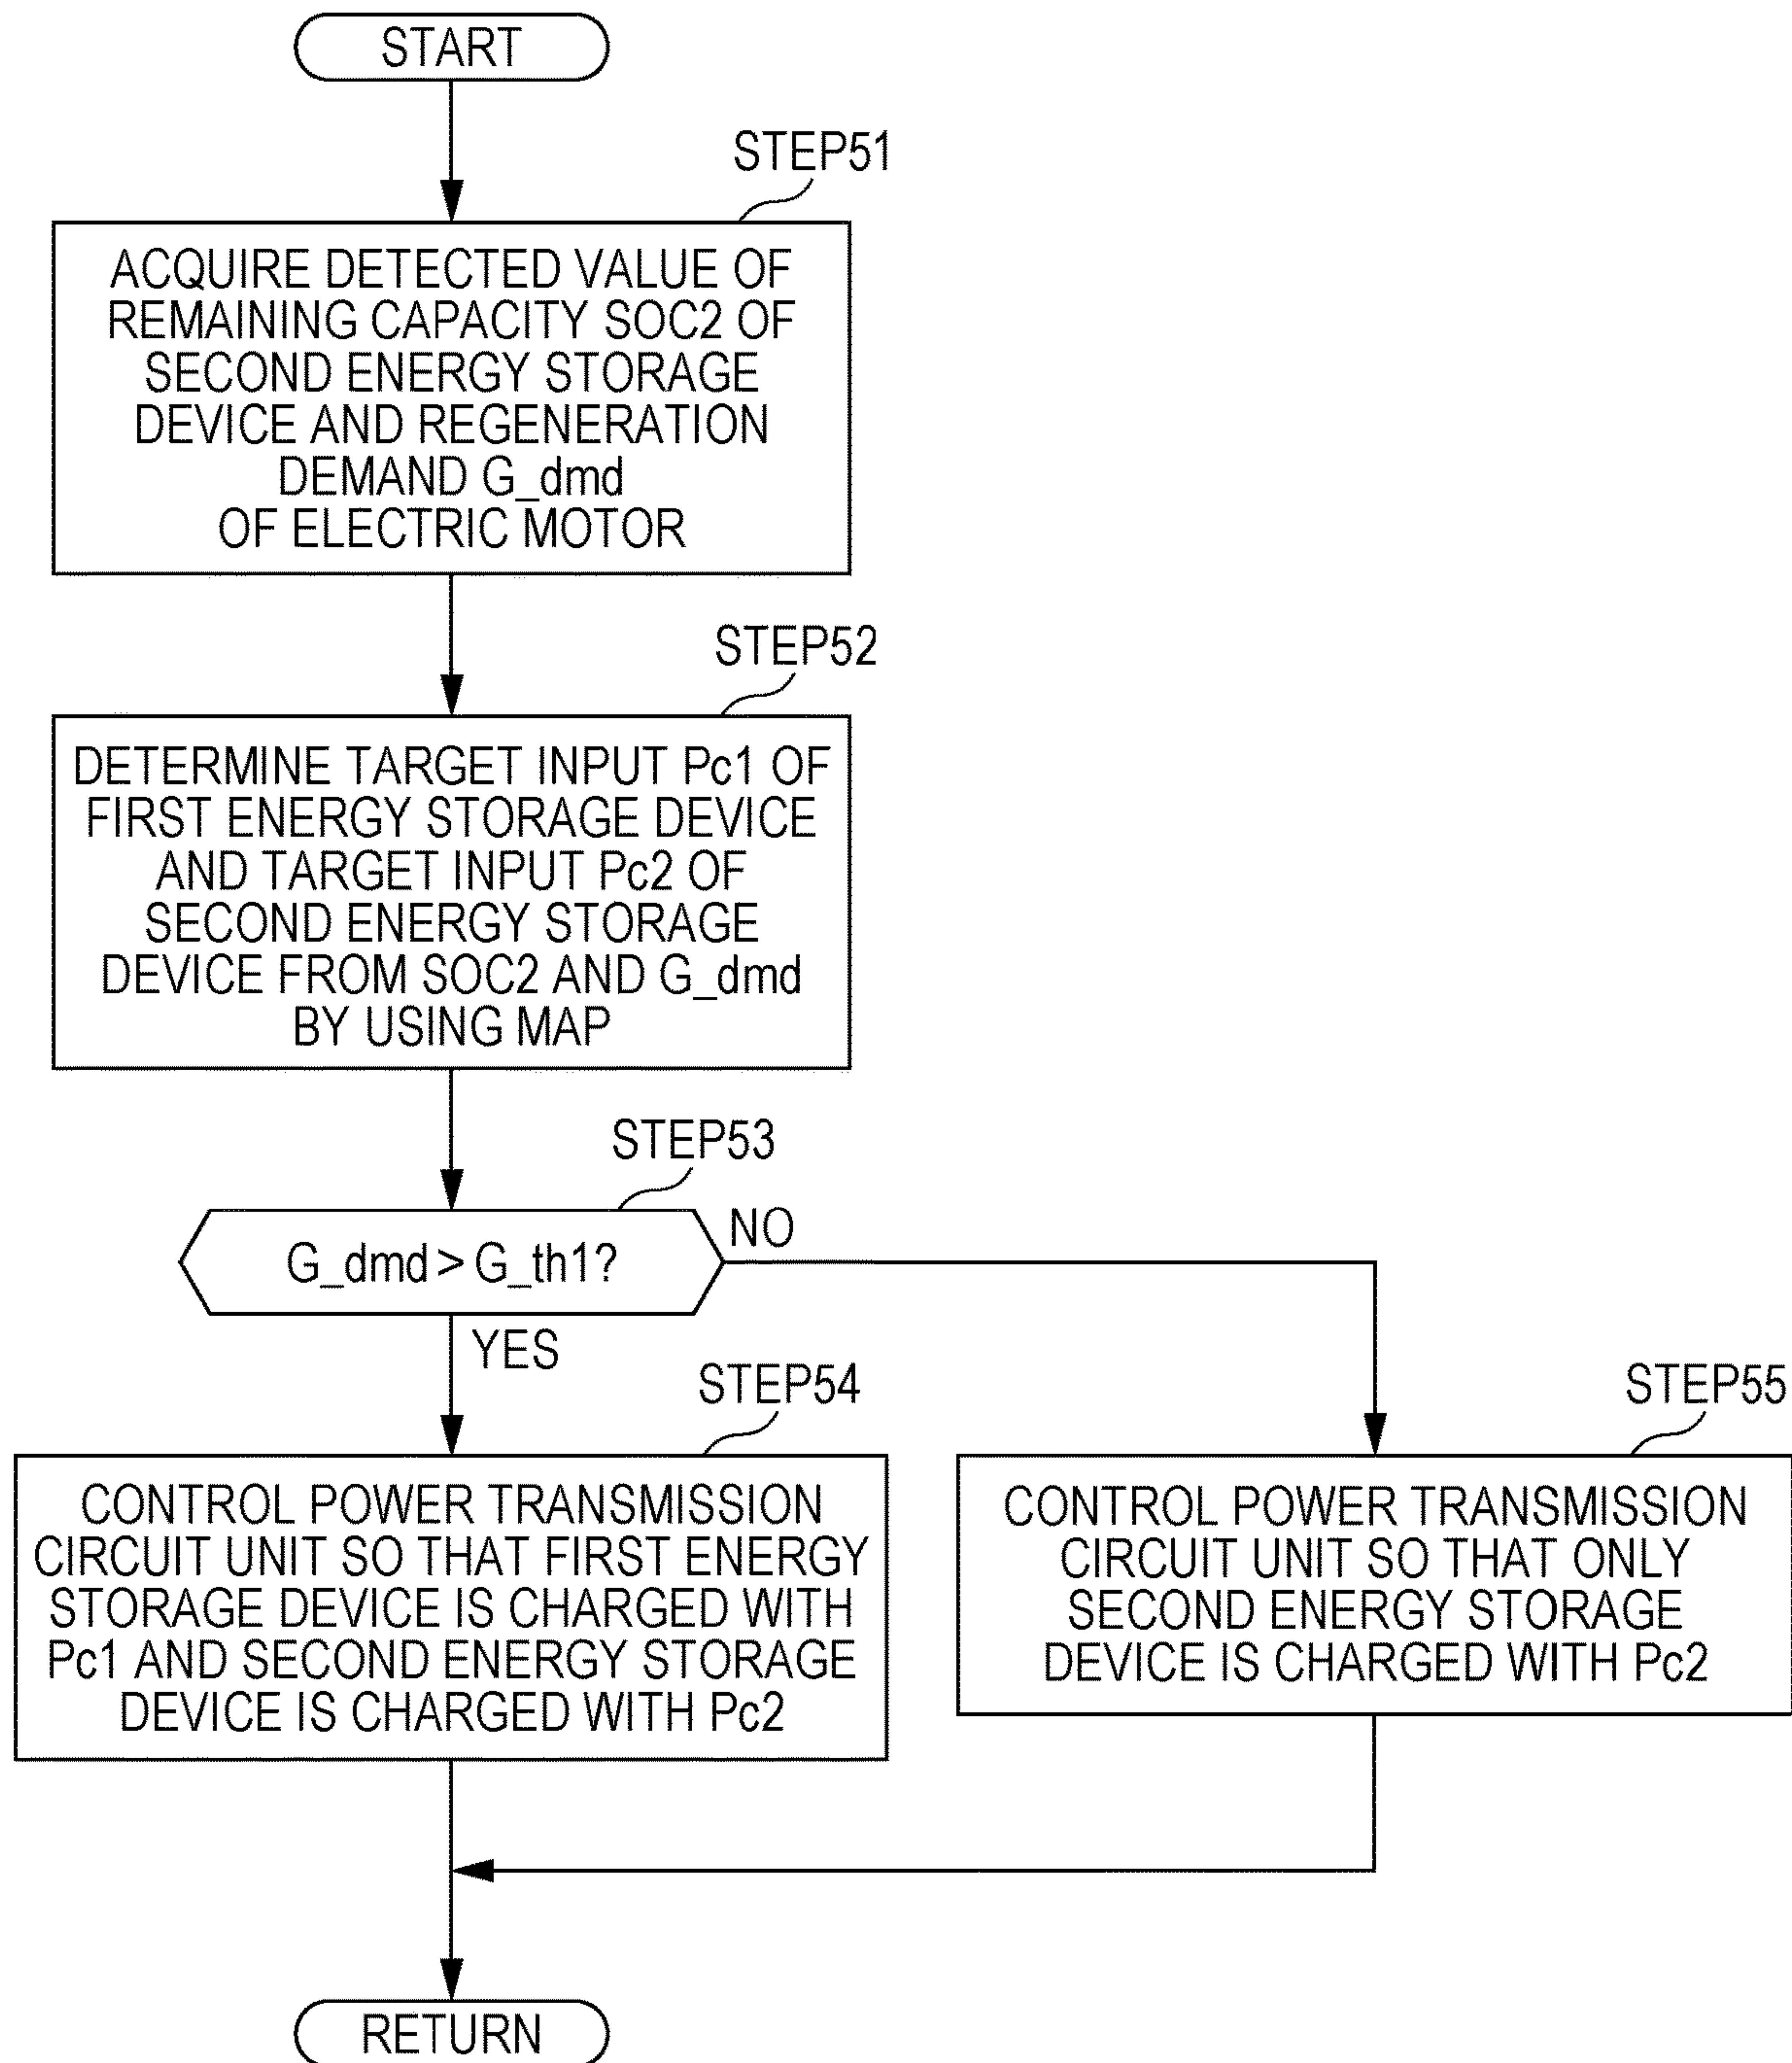 START
STEP51
ACQUIRE DETECTED VALUE OF
REMAINING CAPACITY SOC2 OF
SECOND ENERGY STORAGE
DEVICE AND REGENERATION
DEMAND G_dmd
OF ELECTRIC MOTOR
STEP52
DETERMINE TARGET INPUT Pc1 OF
FIRST ENERGY STORAGE DEVICE
AND TARGET INPUT Pc2 OF
SECOND ENERGY STORAGE
DEVICE FROM SOC2 AND G_dmd
BY USING MAP
STEP53
G_dmd > G_th1?
NO
YES
STEP54
CONTROL POWER TRANSMISSION
CIRCUIT UNIT SO THAT FIRST ENERGY
STORAGE DEVICE IS CHARGED WITH
Pc1 AND SECOND ENERGY STORAGE
DEVICE IS CHARGED WITH Pc2
STEP55
CONTROL POWER TRANSMISSION
CIRCUIT UNIT SO THAT ONLY
SECOND ENERGY STORAGE
DEVICE IS CHARGED WITH Pc2
RETURN